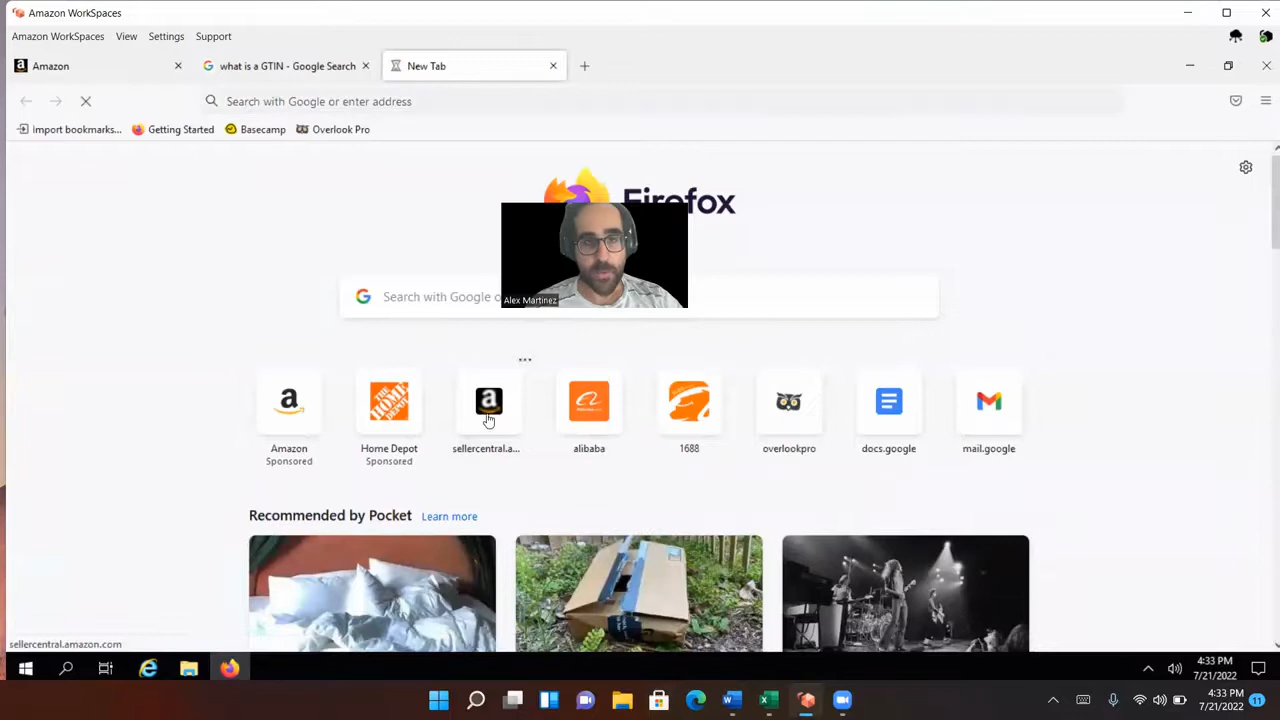 Amazon WorkSpaces
Amazon WorkSpaces View Settings Support
Amazon what is a GTIN - Google Search New Tab
Search with Google or enter address
Import bookmarks... Getting Started Basecamp Overlook Pro
Firefox
Search with Google o
Alex Martinez
THE HOME DEPOT
Amazon Home Depot sellercentral.a... alibaba 1688 overlookpro docs.google mail.google
Sponsored Sponsored
Recommended by Pocket Learn more
sellercentral.amazon.com
4:33 PM
7/21/2022
4:33 PM
7/21/2022